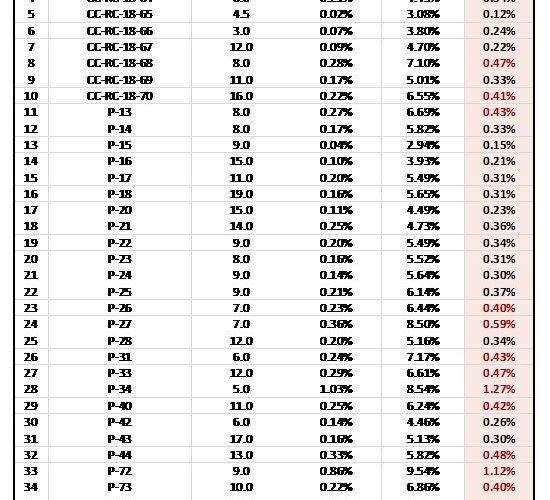 5 CC-RC-18-65 4.5 0.02% 3.08% 0.12%
6 CC-RC-18-66 3.0 0.07% 3.80% 0.24%
7 CC-RC-18-67 12.0 0.09% 4.70% 0.22%
8 CC-RC-18-68 8.0 0.28% 7.10% 0.47%
9 CC-RC-18-69 11.0 0.17% 5.01% 0.33%
10 CC-RC-18-70 16.0 0.22% 6.55% 0.41%
11 P-13 8.0 0.27% 6.69% 0.43%
12 P-14 8.0 0.17% 5.82% 0.33%
13 P-15 9.0 0.04% 2.94% 0.15%
14 P-16 15.0 0.10% 3.93% 0.21%
15 P-17 11.0 0.20% 5.49% 0.31%
16 P-18 19.0 0.16% 5.65% 0.31%
17 P-20 15.0 0.11% 4.49% 0.23%
18 P-21 14.0 0.25% 4.73% 0.36%
19 P-22 9.0 0.20% 5.49% 0.34%
20 P-23 8.0 0.16% 5.52% 0.31%
21 P-24 9.0 0.14% 5.64% 0.30%
22 P-25 9.0 0.21% 6.14% 0.37%
23 P-26 7.0 0.23% 6.44% 0.40%
24 P-27 7.0 0.36% 8.50% 0.59%
25 P-28 12.0 0.20% 5.16% 0.34%
26 P-31 6.0 0.24% 7.17% 0.43%
27 P-33 12.0 0.29% 6.61% 0.47%
28 P-34 5.0 1.03% 8.54% 1.27%
29 P-40 11.0 0.25% 6.24% 0.42%
30 P-42 6.0 0.14% 4.46% 0.26%
31 P-43 17.0 0.16% 5.13% 0.30%
32 P-44 13.0 0.33% 5.82% 0.48%
33 P-72 9.0 0.86% 9.54% 1.12%
34 P-73 10.0 0.22% 6.86% 0.40%